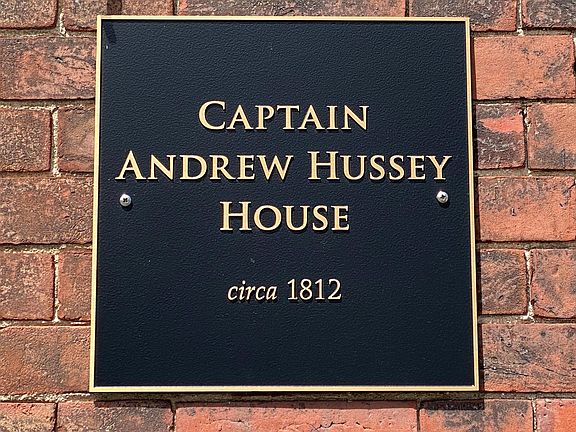 CAPTAIN
ANDREW HUSSEY
HOUSE
circa 1812